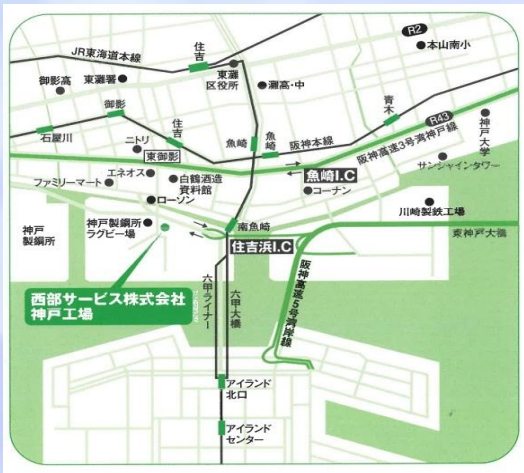 R2
本山南小
JR東海道本線
住吉
御影高
東灘署
東灘
区役所
灘高・中
御影
住吉
魚崎
魚崎
青木
R43
神戸大学
石屋川
ニトリ
東御影
阪神本線
阪神高速3号湾神戸線
サンシャインタワー
エネオス
ファミリーマート
白鶴酒造
資料館
魚崎I.C
コーナン
ローソン
川崎製鉄工場
神戸
製鋼所
神戸製鋼所
ラグビー場
南魚崎
住吉浜I.C
東神戸大橋
西部サービス株式会社
神戸工場
六甲ライナー
六甲大橋
阪神高速5号湾岸線
アイランド
北口
アイランド
センター